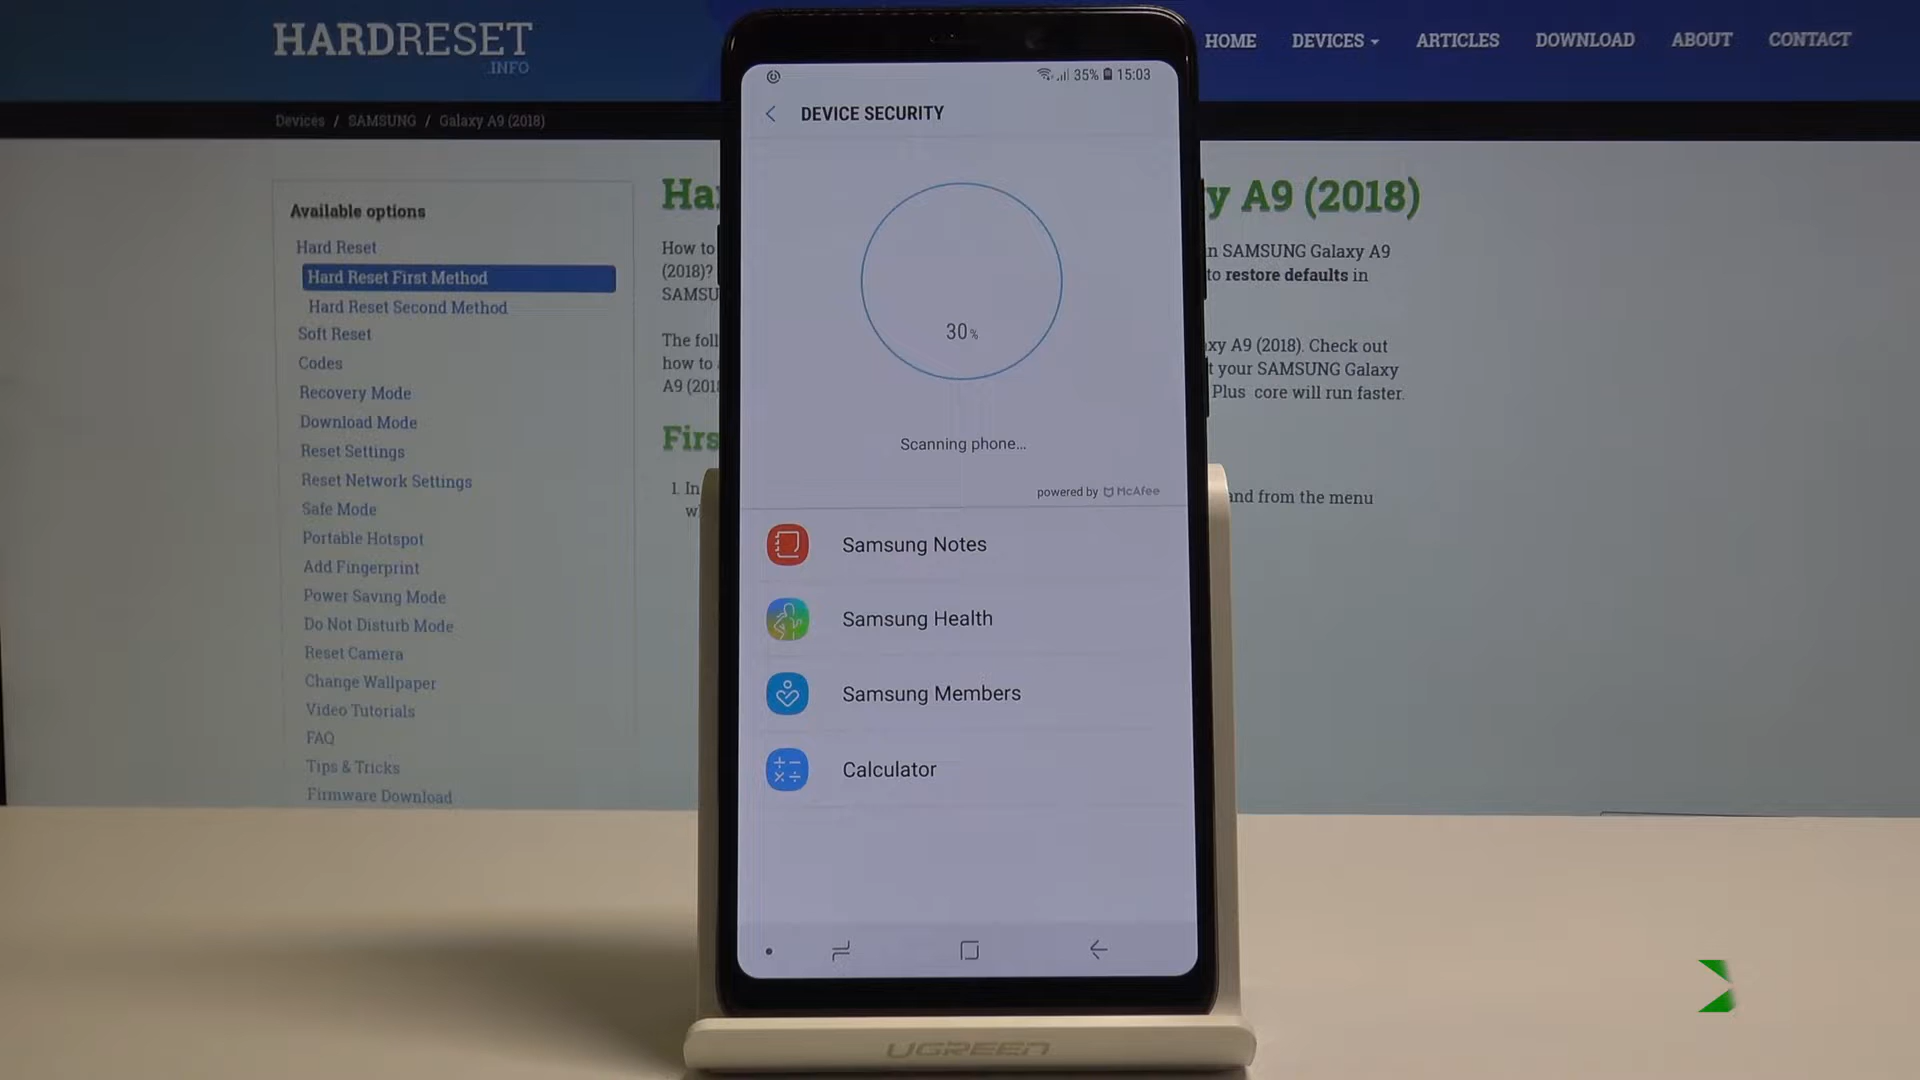 HARDRESET
.INFO
HOME DEVICES ARTICLES DOWNLOAD ABOUT CONTACT
Devices / SAMSUNG / Galaxy A9 (2018)
Available options
Hard Reset
Hard Reset First Method
Hard Reset Second Method
Soft Reset
Codes
Recovery Mode
Download Mode
Reset Settings
Reset Network Settings
Safe Mode
Portable Hotspot
Add Fingerprint
Power Saving Mode
Do Not Disturb Mode
Reset Camera
Change Wallpaper
Video Tutorials
FAQ
Tips & Tricks
Firmware Download
A9 (2018)
How to in SAMSUNG Galaxy A9
(2018)? to restore defaults in
The A9 (2018). Check out
how to your SAMSUNG Galaxy
Plus core will run faster.
1. In and from the menu
35% 15:03
DEVICE SECURITY
30%
Scanning phone...
powered by McAfee
Samsung Notes
Samsung Health
Samsung Members
Calculator
UGREEN